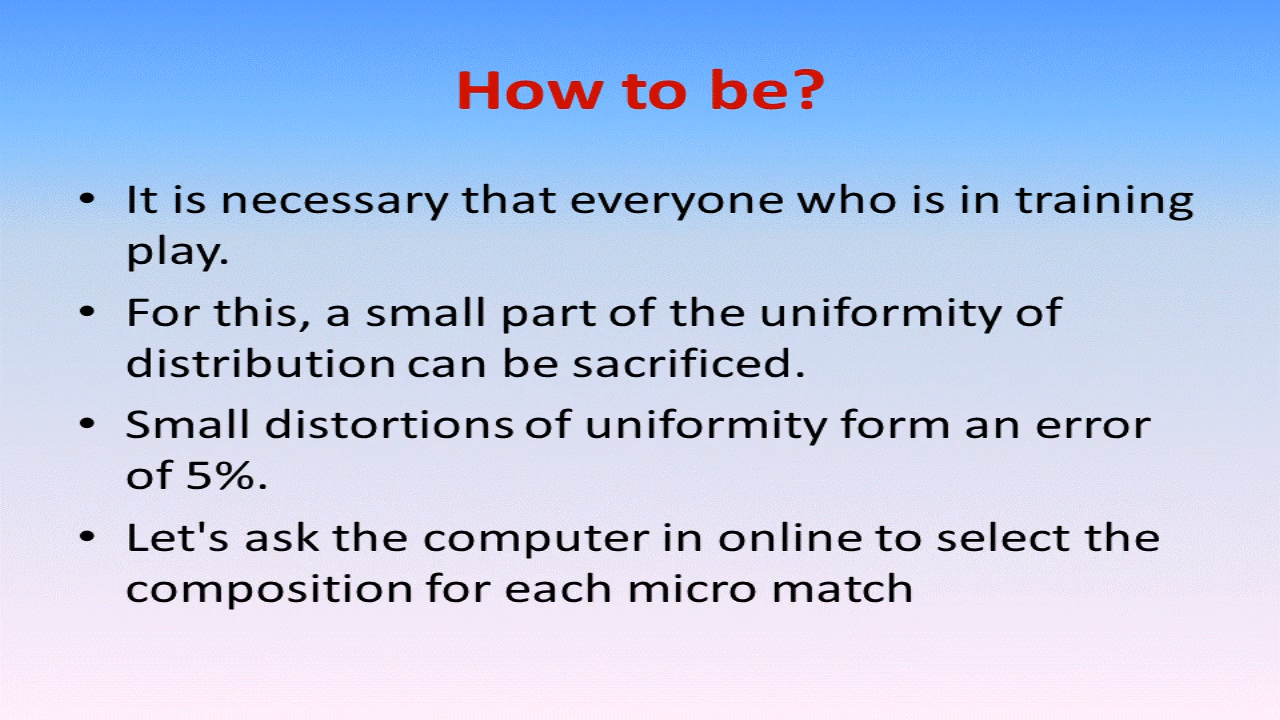 How to be?
• It is necessary that everyone who is in training
play.
• For this, a small part of the uniformity of
distribution can be sacrificed.
• Small distortions of uniformity form an error
of 5%.
• Let's ask the computer in online to select the
composition for each micro match